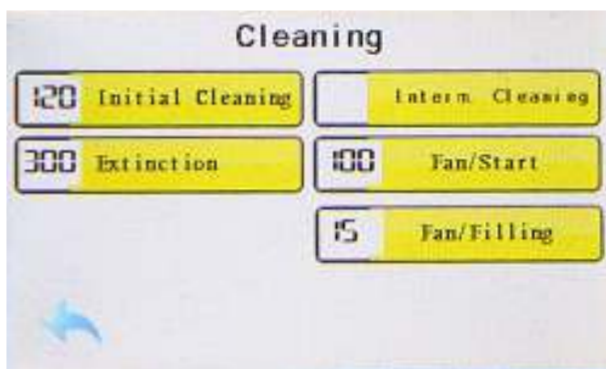 Cleaning
120 Initial Cleaning
Interm. Cleaning
300 Extinction
100 Fan/Start
15 Fan/Filling